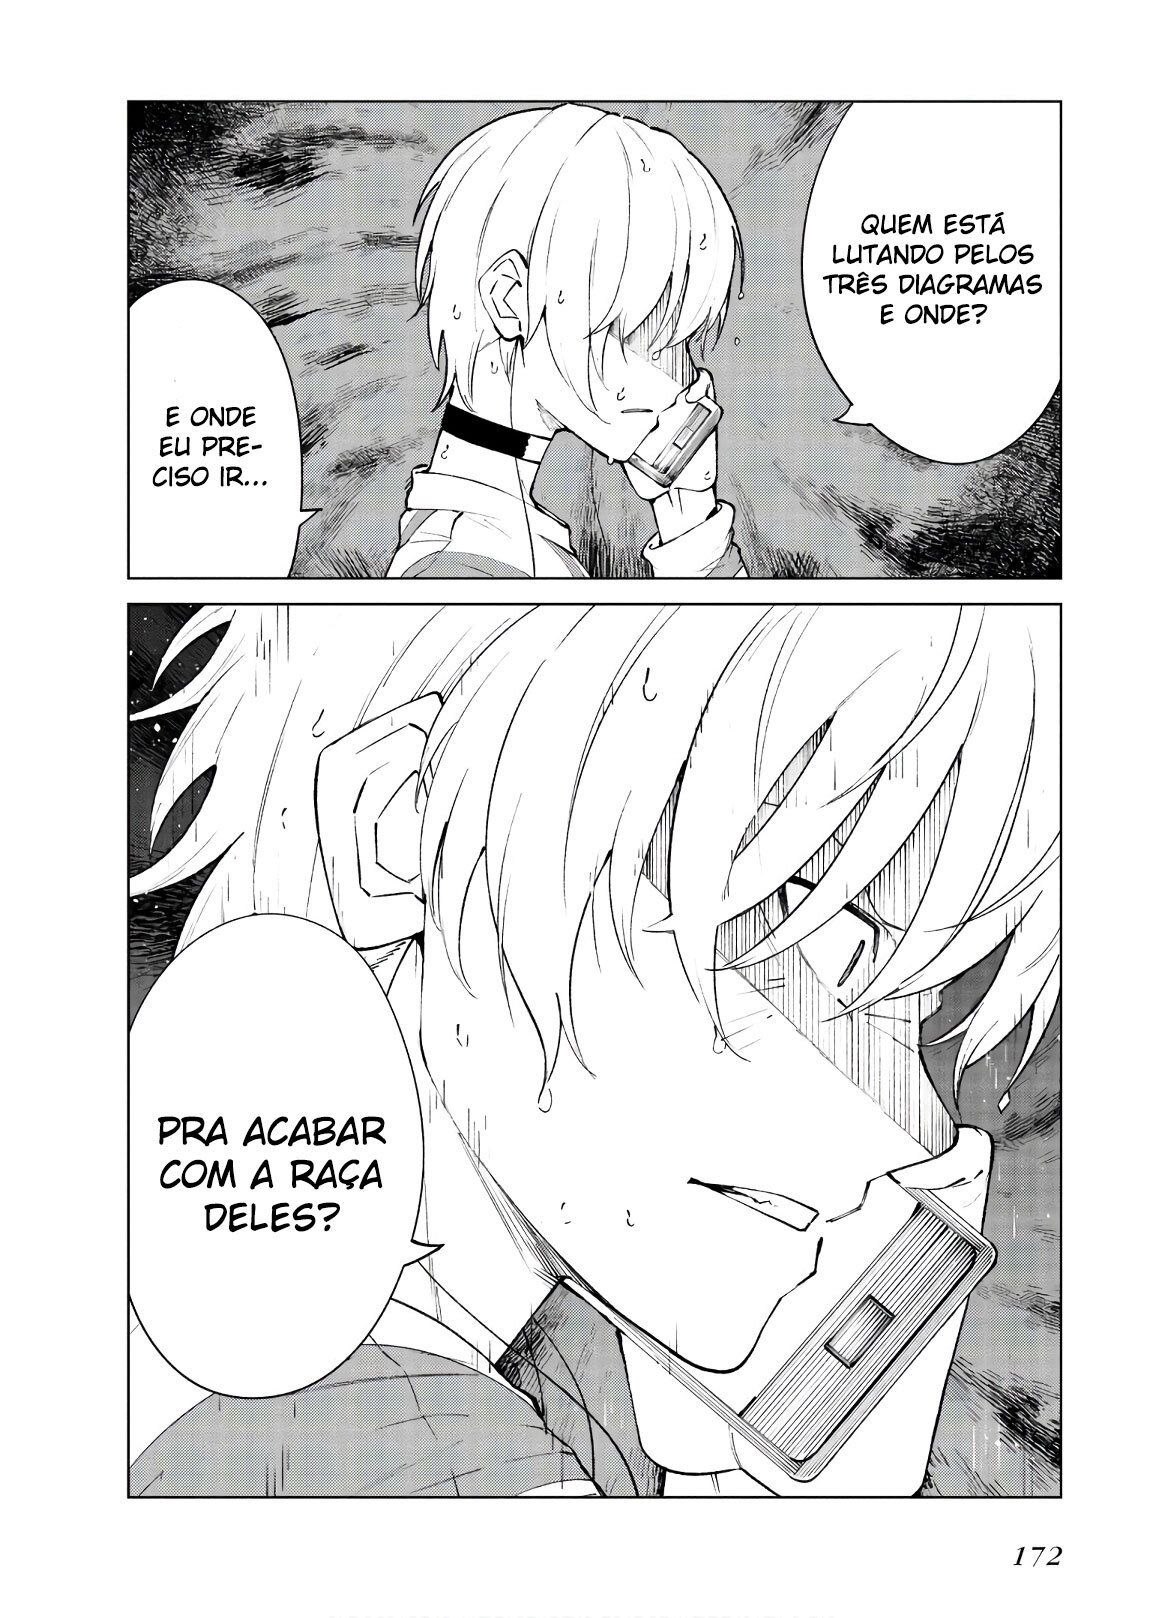 QUEM ESTÁ
LUTANDO PELOS
TRÊS DIAGRAMAS
E ONDE?
E ONDE
EU PRE-
CISO IR...
PRA ACABAR
COM A RAÇA
DELES?
172